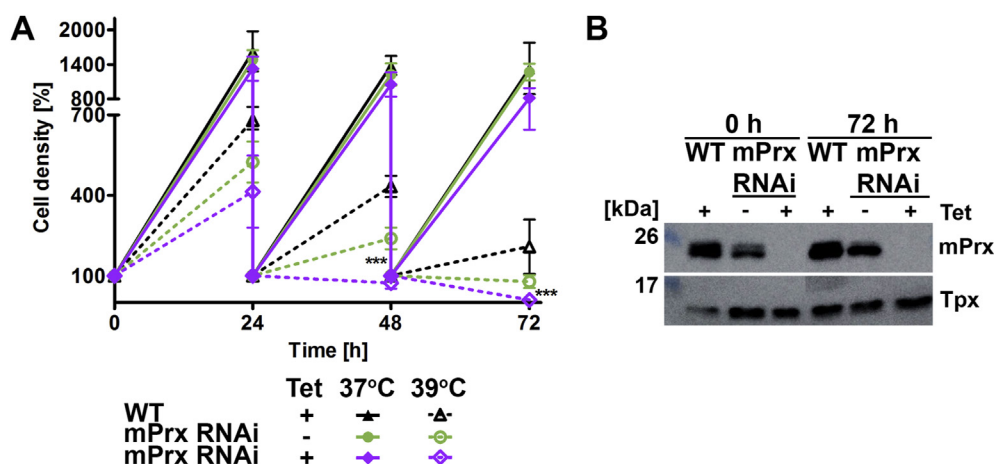 A
Cell density [%]
2000
1400
800
700
400
100
***
***
0
24
48
72
Time [h]
Tet 37°C 39°C
WT +
mPrx RNAi -
mPrx RNAi +
B
0 h 72 h
WT mPrx WT mPrx
RNAi RNAi
[kDa] + - + + - + Tet
26 mPrx
17 Tpx